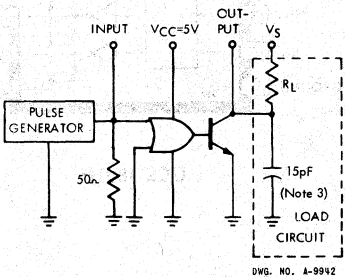 INPUT
VCC=5V
OUT-
PUT
VS
RL
PULSE
GENERATOR
50Ω
15pF
(Note 3)
LOAD
CIRCUIT
DWG. NO. A-9942